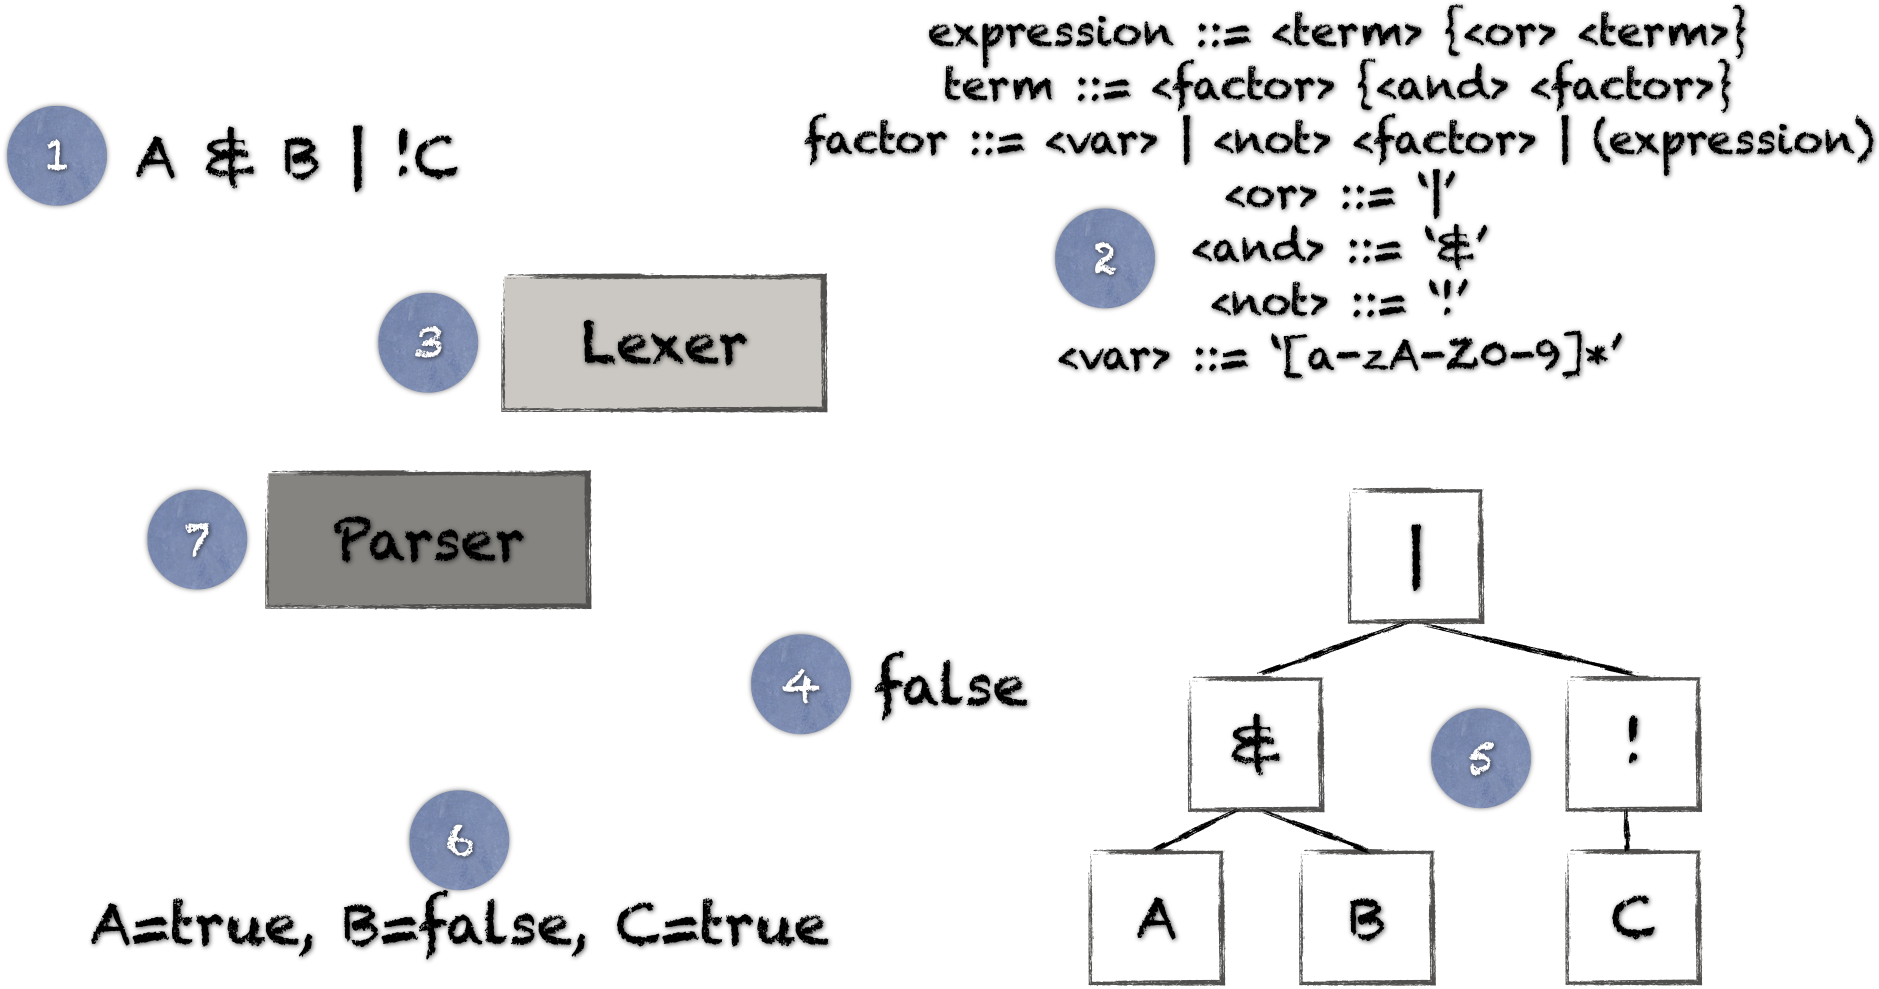 expression ::= <term> {<or> <term>}
term ::= <factor> {<and> <factor>}
factor ::= <var> | <not> <factor> | (expression)
<or> ::= '|'
<and> ::= '&'
<not> ::= '!'
<var> ::= '[a-zA-Z0-9]*'
2
1 A & B | !C
3 Lexer
7 Parser
4 false
6
A=true, B=false, C=true
|
& 5 !
A B C